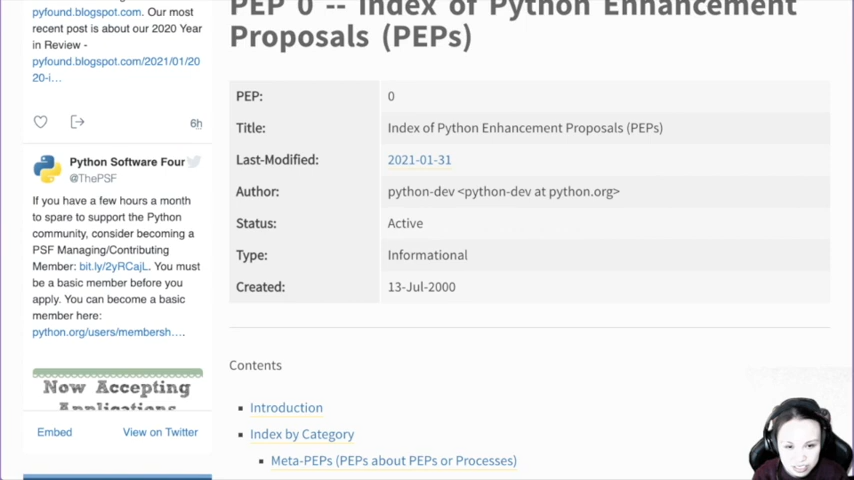 pyfound.blogspot.com. Our most
recent post is about our 2020 Year
in Review -
pyfound.blogspot.com/2021/01/20
20-i…
6h
Python Software Four
@ThePSF
If you have a few hours a month
to spare to support the Python
community, consider becoming a
PSF Managing/Contributing
Member: bit.ly/2yRCajL. You must
be a basic member before you
apply. You can become a basic
member here:
python.org/users/membersh….
Now Accepting
Applications
Embed
View on Twitter
PEP 0 -- Index of Python Enhancement
Proposals (PEPs)
PEP: 0
Title: Index of Python Enhancement Proposals (PEPs)
Last-Modified: 2021-01-31
Author: python-dev <python-dev at python.org>
Status: Active
Type: Informational
Created: 13-Jul-2000
Contents
Introduction
Index by Category
Meta-PEPs (PEPs about PEPs or Processes)